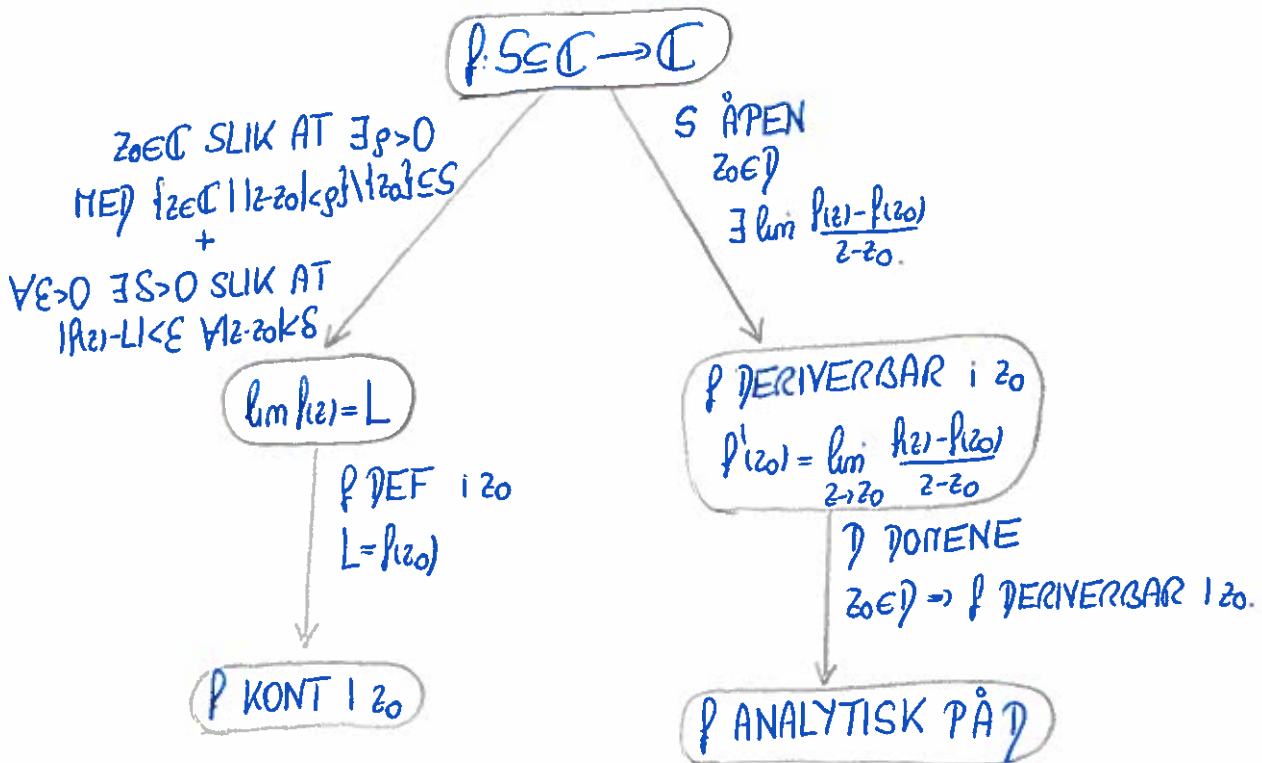 f: S⊆ℂ → ℂ
z₀∈ℂ SLIK AT ∃ρ>0
MED {z∈ℂ | |z-z₀|<ρ}\{z₀}⊆S
+
∀ε>0 ∃δ>0 SLIK AT
|f(z)-L|<ε ∀|z-z₀|<δ
S ÅPEN
z₀∈D
∃ lim f(z)-f(z₀)
z-z₀.
lim f(z) = L
f DEF i z₀
L=f(z₀)
f KONT I z₀
f DERIVERBAR i z₀
f'(z₀) = lim f(z)-f(z₀)
z→z₀ z-z₀
D DOMENE
z₀∈D ⇒ f DERIVERBAR I z₀.
f ANALYTISK PÅ D